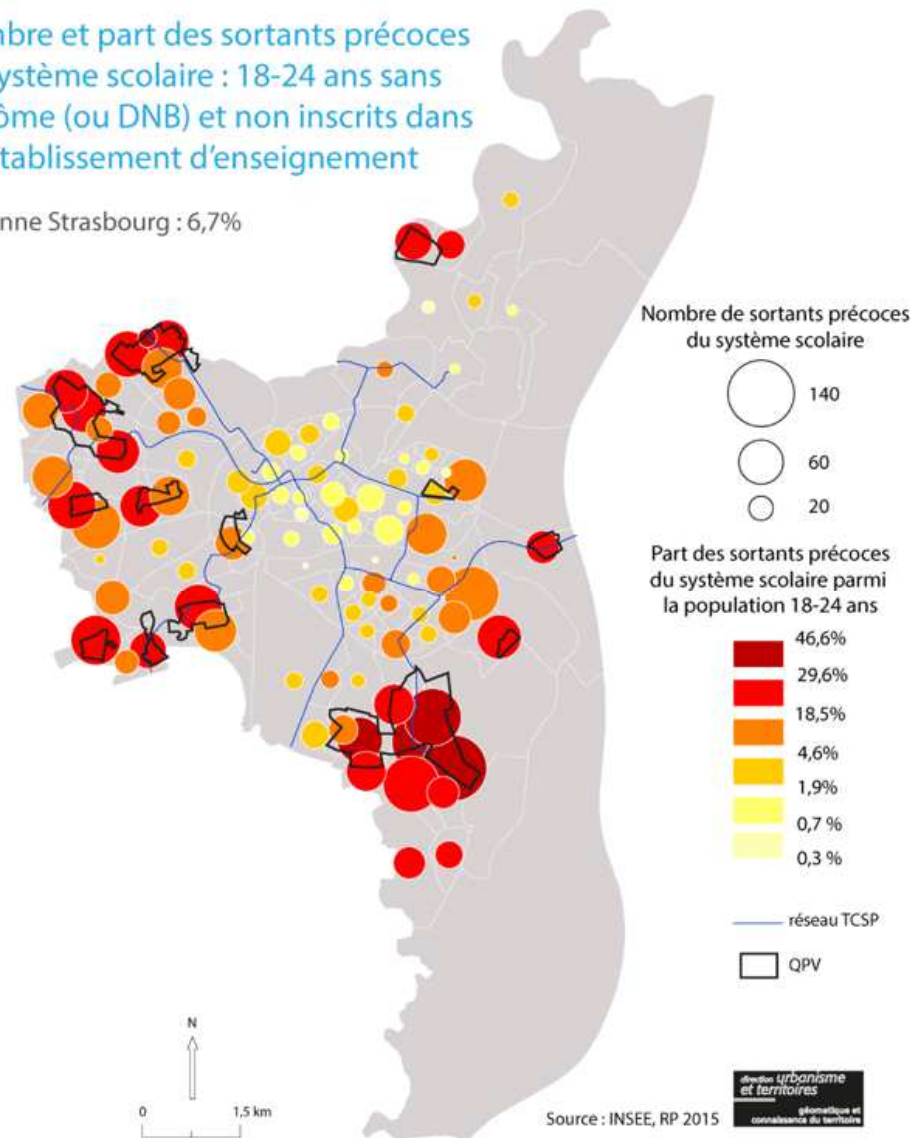 mbre et part des sortants précoces
ystème scolaire : 18-24 ans sans
ôme (ou DNB) et non inscrits dans
tablissement d'enseignement
nne Strasbourg : 6,7%
Nombre de sortants précoces
du système scolaire
140
60
20
Part des sortants précoces
du système scolaire parmi
la population 18-24 ans
46,6%
29,6%
18,5%
4,6%
1,9%
0,7 %
0,3 %
réseau TCSP
QPV
N
0 1,5 km
Source : INSEE, RP 2015
direction urbanisme
et territoires
géomatique et
connaissance du territoire